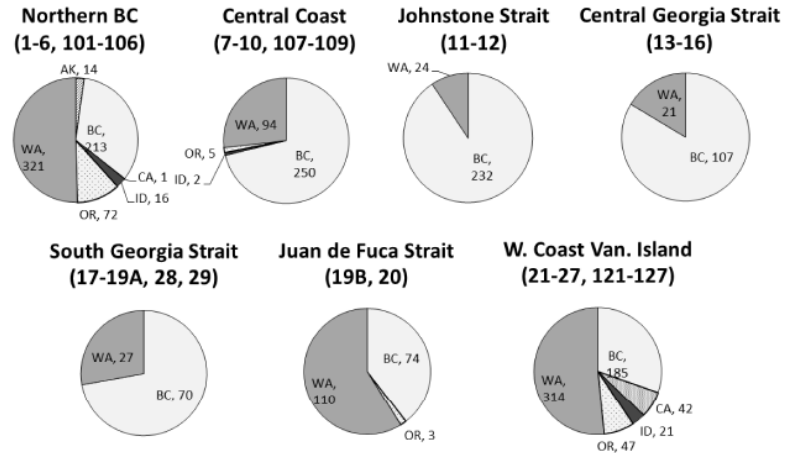 Northern BC
(1-6, 101-106)
AK, 14
BC,
213
CA, 1
ID, 16
OR, 72
WA,
321
Central Coast
(7-10, 107-109)
WA, 94
OR, 5
ID, 2
BC,
250
Johnstone Strait
(11-12)
WA, 24
BC,
232
Central Georgia Strait
(13-16)
WA,
21
BC, 107
South Georgia Strait
(17-19A, 28, 29)
WA, 27
BC, 70
Juan de Fuca Strait
(19B, 20)
BC, 74
WA,
110
OR, 3
W. Coast Van. Island
(21-27, 121-127)
BC,
185
WA,
314
CA, 42
ID, 21
OR, 47